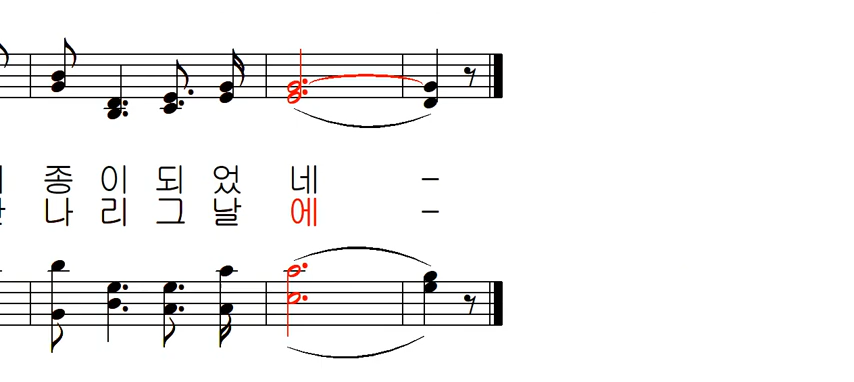 종 이 되 었 네 -
나 리 그 날 에 -